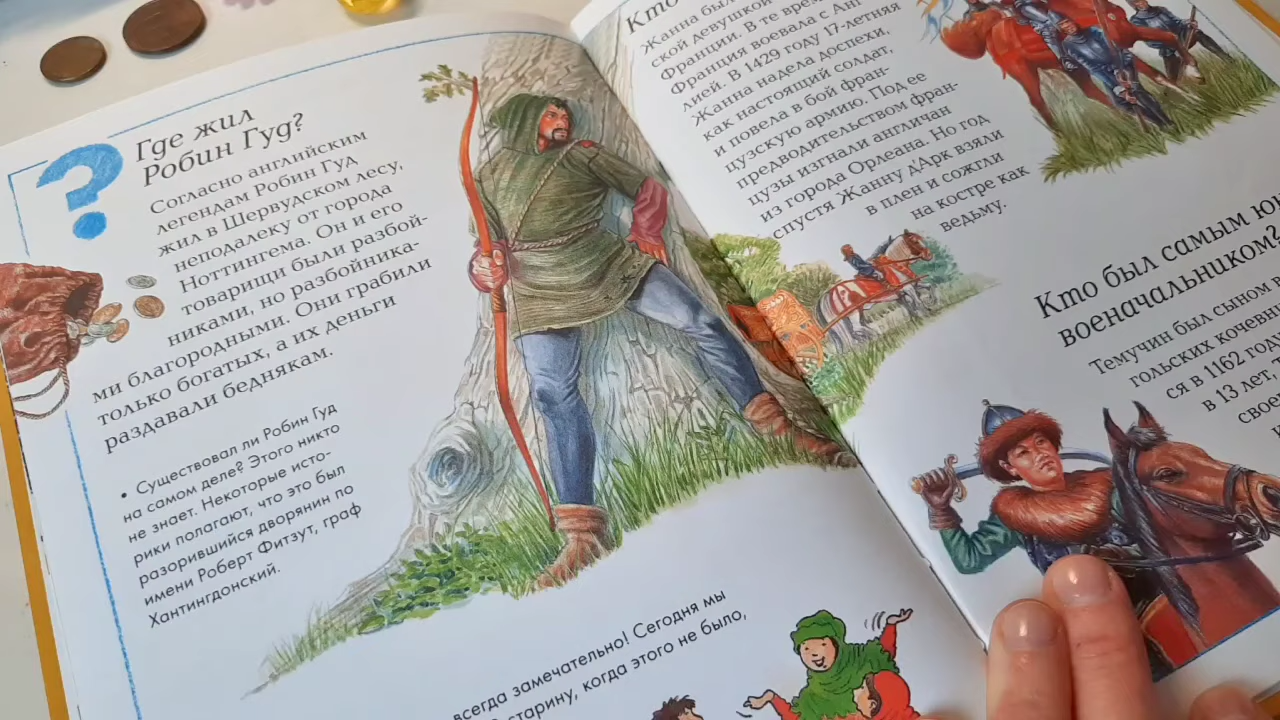 ?
Где жил
Робин Гуд?
Согласно английским
легендам Робин Гуд
жил в Шервудском лесу,
неподалеку от города
Ноттингема. Он и его
товарищи были разбой-
никами, но разбойника-
ми благородными. Они грабили
только богатых, а их деньги
раздавали беднякам.
• Существовал ли Робин Гуд
на самом деле? Этого никто
не знает. Некоторые исто-
рики полагают, что это был
разорившийся дворянин по
имени Роберт Фитзут, граф
Хантингдонский.
всегда замечательно! Сегодня мы
старину, когда этого не было,
Кто
Жанна был
ской девушкой
Франции. В те врем
Франция воевала с Анг
лией. В 1429 году 17-летняя
Жанна надела доспехи,
как настоящий солдат,
и повела в бой фран-
цузскую армию. Под ее
предводительством фран-
цузы изгнали англичан
из города Орлеана. Но год
спустя Жанну д'Арк взяли
в плен и сожгли
на костре как
ведьму.
Кто был самым юн
военачальником?
Темучин был сыном
гольских кочевн
ся в 1162 году
в 13 лет,
свое